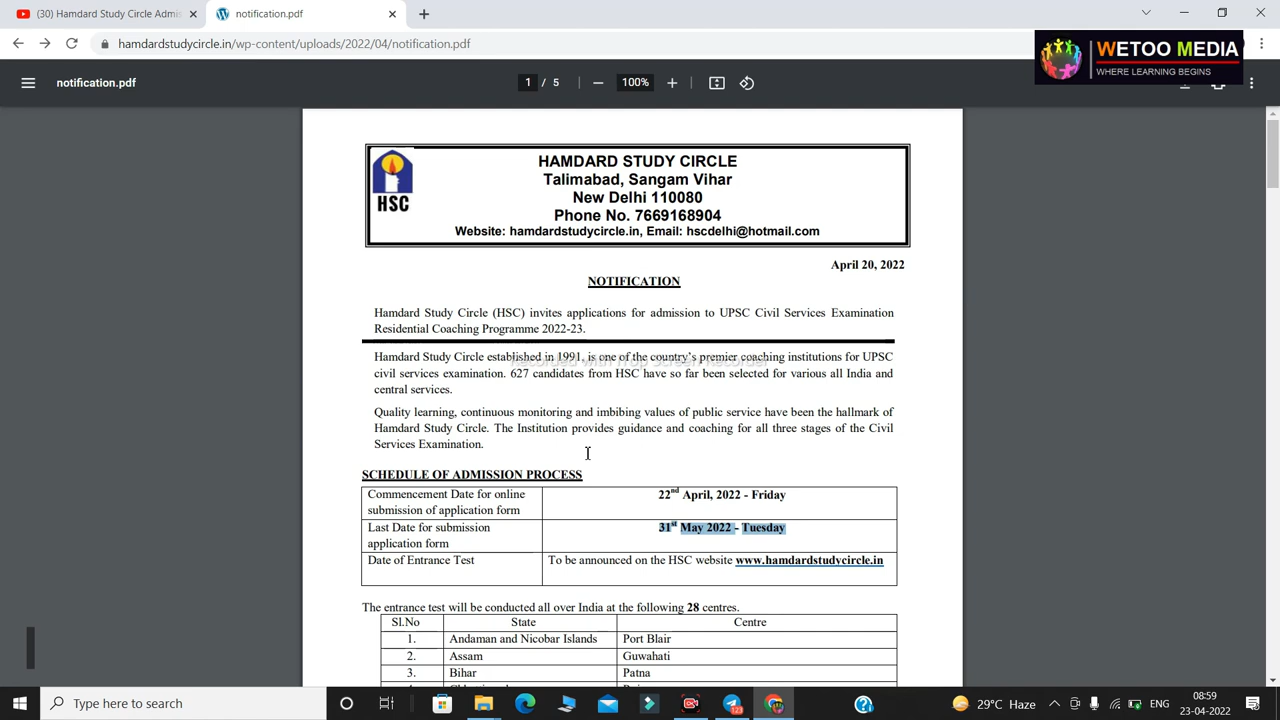 (30) Hamdard Study Circle Admis
notification.pdf
hamdardstudycircle.in/wp-content/uploads/2022/04/notification.pdf
WETOO MEDIA
WHERE LEARNING BEGINS
notification.pdf
1 / 5
100%
HSC
HAMDARD STUDY CIRCLE
Talimabad, Sangam Vihar
New Delhi 110080
Phone No. 7669168904
Website: hamdardstudycircle.in, Email: hscdelhi@hotmail.com
April 20, 2022
NOTIFICATION
Hamdard Study Circle (HSC) invites applications for admission to UPSC Civil Services Examination
Residential Coaching Programme 2022-23.
Hamdard Study Circle established in 1991, is one of the country's premier coaching institutions for UPSC
Recorded with iTop Screen Recorder
civil services examination. 627 candidates from HSC have so far been selected for various all India and
central services.
Quality learning, continuous monitoring and imbibing values of public service have been the hallmark of
Hamdard Study Circle. The Institution provides guidance and coaching for all three stages of the Civil
Services Examination.
SCHEDULE OF ADMISSION PROCESS
Commencement Date for online submission of application form
22nd April, 2022 - Friday
Last Date for submission application form
31st May 2022 - Tuesday
Date of Entrance Test
To be announced on the HSC website www.hamdardstudycircle.in
The entrance test will be conducted all over India at the following 28 centres.
Sl.No State Centre
1. Andaman and Nicobar Islands Port Blair
2. Assam Guwahati
3. Bihar Patna
Type here to search
123
29°C Haze
ENG
08:59
23-04-2022